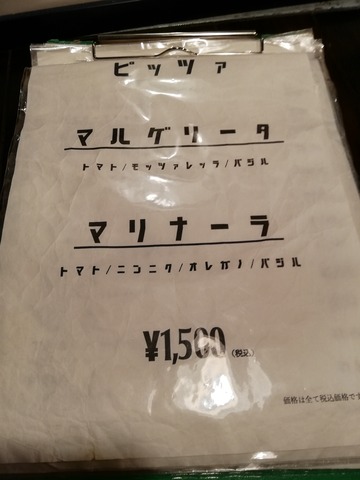 ピッツァ
マルゲリータ
トマト/モッツァレッラ/バジル
マリナーラ
トマト/ニンニク/オレガノ/バジル
¥1,500 (税込)
価格は全て税込価格です